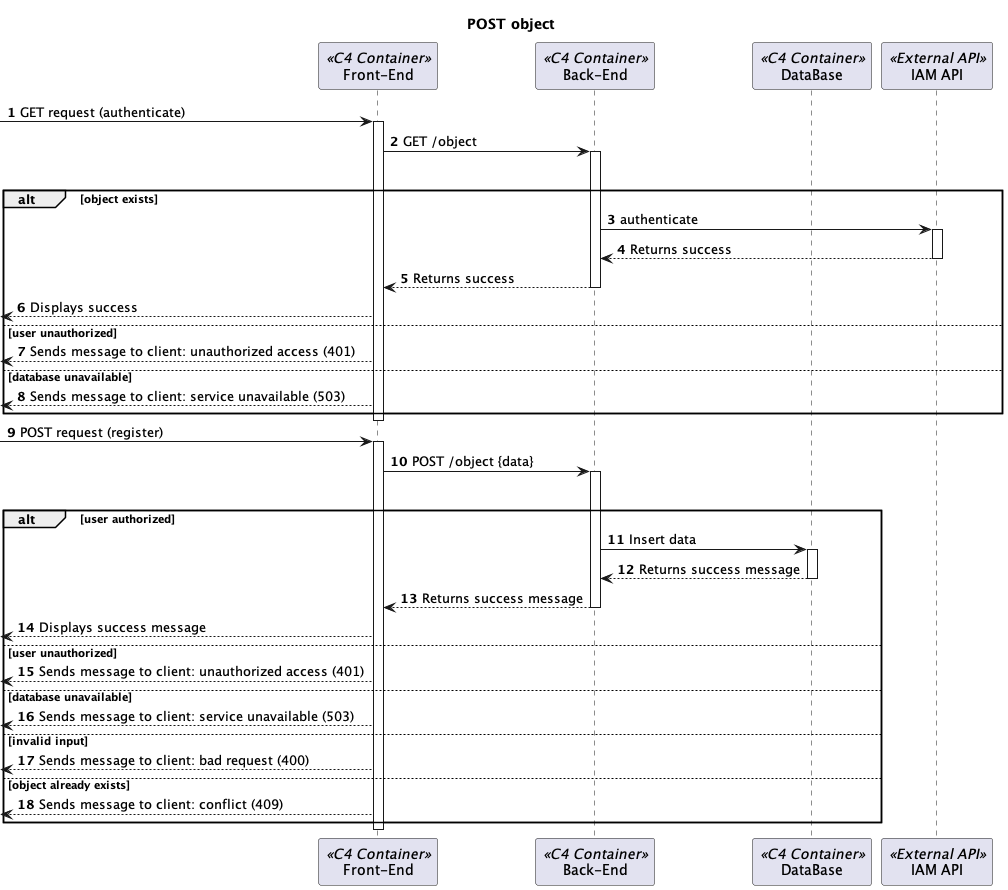 POST object
«C4 Container»
Front-End
«C4 Container»
Back-End
«C4 Container»
DataBase
«External API»
IAM API
1 GET request (authenticate)
2 GET /object
alt [object exists]
3 authenticate
4 Returns success
5 Returns success
6 Displays success
[user unauthorized]
7 Sends message to client: unauthorized access (401)
[database unavailable]
8 Sends message to client: service unavailable (503)
9 POST request (register)
10 POST /object {data}
alt [user authorized]
11 Insert data
12 Returns success message
13 Returns success message
14 Displays success message
[user unauthorized]
15 Sends message to client: unauthorized access (401)
[database unavailable]
16 Sends message to client: service unavailable (503)
[invalid input]
17 Sends message to client: bad request (400)
[object already exists]
18 Sends message to client: conflict (409)
«C4 Container»
Front-End
«C4 Container»
Back-End
«C4 Container»
DataBase
«External API»
IAM API